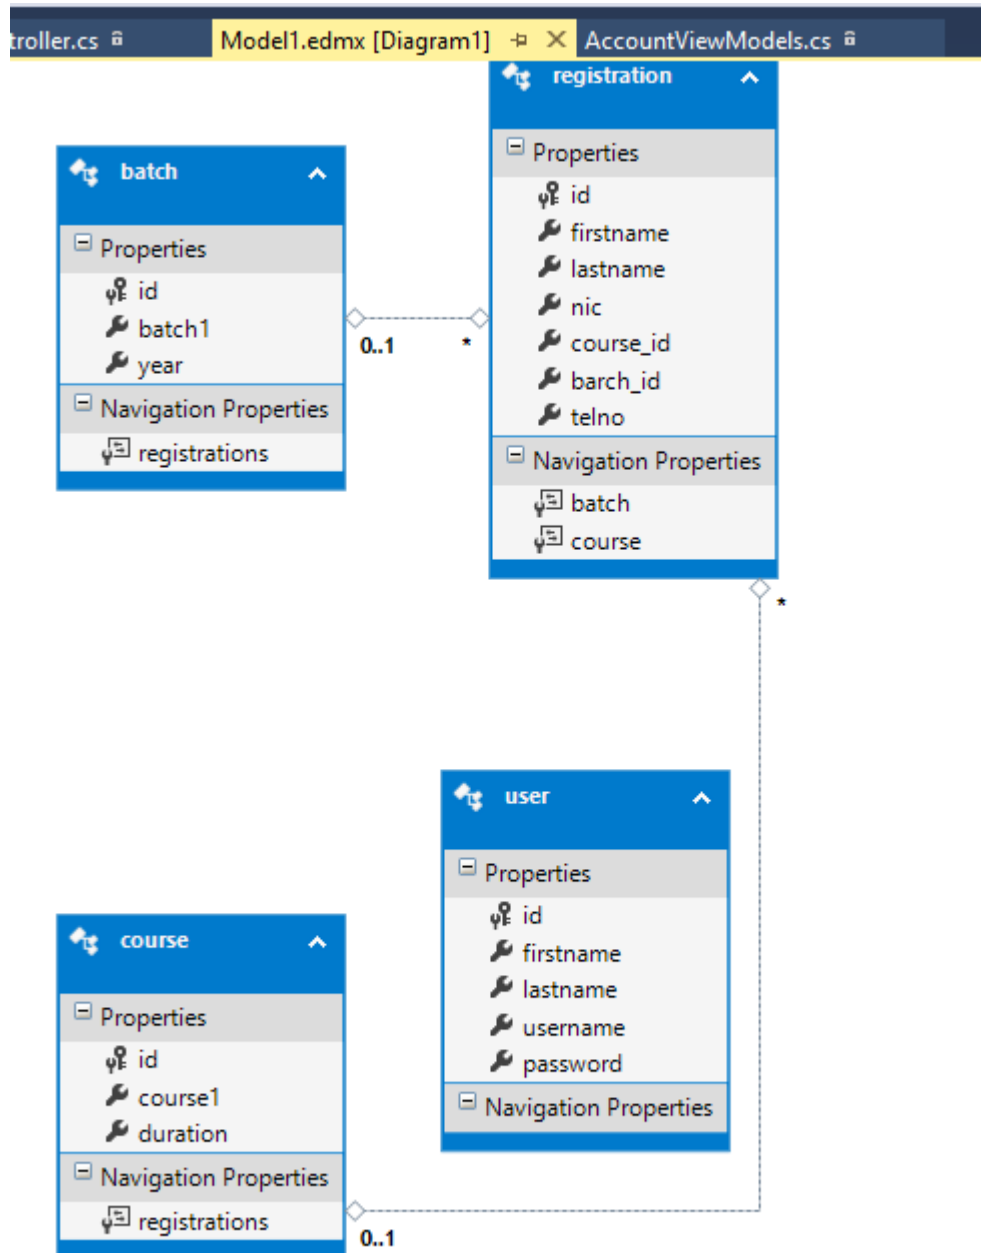 troller.cs
Model1.edmx [Diagram1]
AccountViewModels.cs
registration
Properties
id
firstname
lastname
nic
course_id
barch_id
telno
Navigation Properties
batch
course
batch
Properties
id
batch1
year
Navigation Properties
registrations
0..1
*
*
user
Properties
id
firstname
lastname
username
password
Navigation Properties
course
Properties
id
course1
duration
Navigation Properties
registrations
0..1